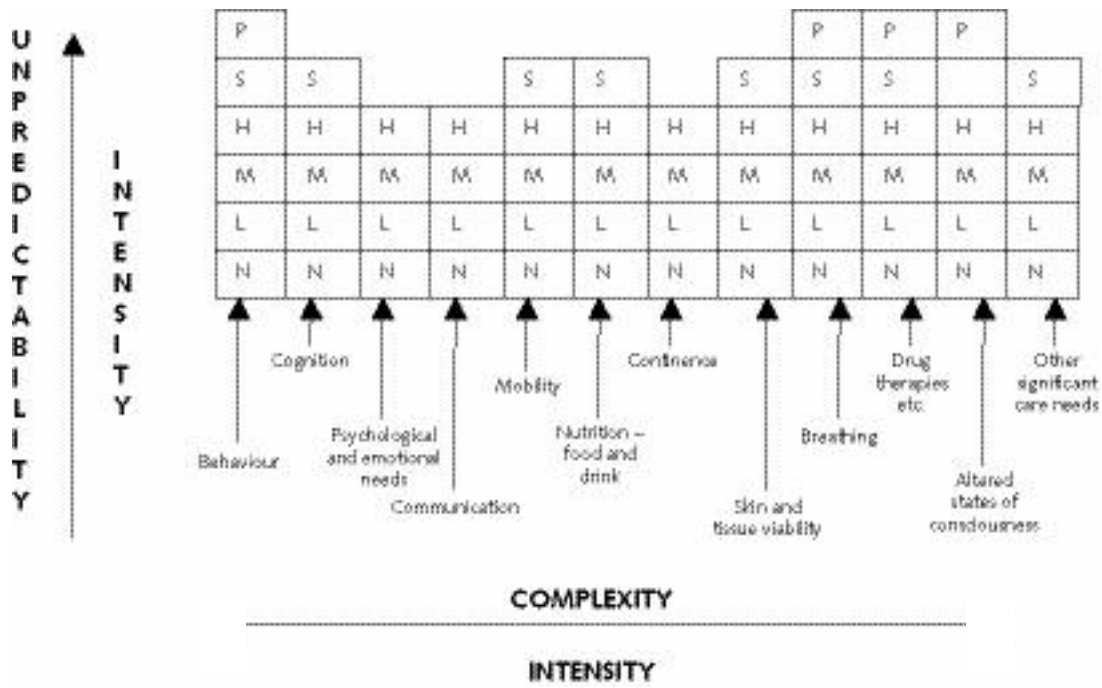 UNPREDICTABILITY
INTENSITY
P P P P
S S S S S S S S
H H H H H H H H H H H H
M M M M M M M M M M M M
L L L L L L L L L L L L
N N N N N N N N N N N N
Behaviour
Cognition
Psychological
and emotional
needs
Communication
Mobility
Nutrition –
food and
drink
Continence
Skin and
tissue viability
Breathing
Drug
therapies
etc.
Altered
states of
consciousness
Other
significant
care needs
COMPLEXITY
INTENSITY